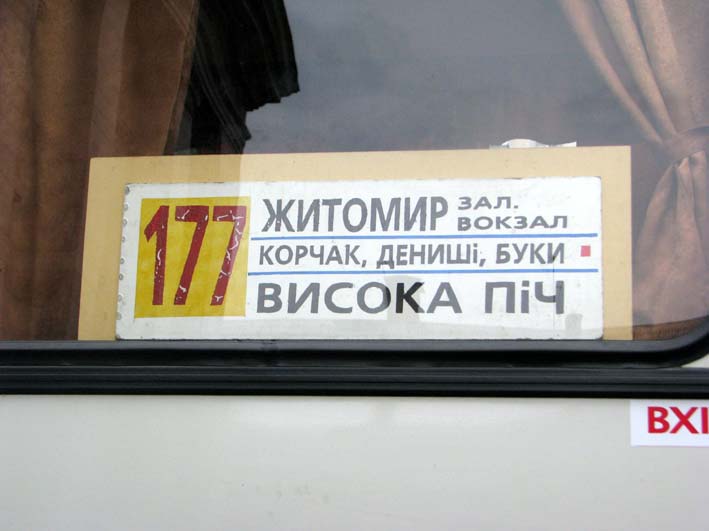 177
ЖИТОМИР ЗАЛ. ВОКЗАЛ
КОРЧАК, ДЕНИШі, БУКИ
ВИСОКА ПіЧ
ВХІ